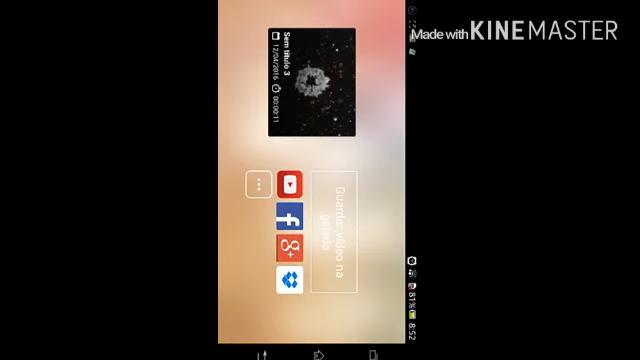 Made with KINEMASTER
Sem título 3
12/04/2016 00:00:11
Guardar vídeo na
galeria
81% 8:52